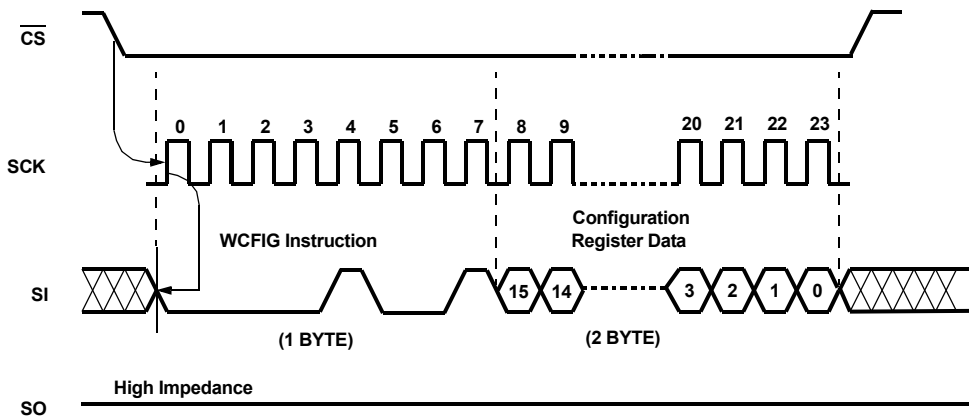 CS
0 1 2 3 4 5 6 7 8 9 20 21 22 23
SCK
WCFIG Instruction
Configuration
Register Data
SI
15 14 3 2 1 0
(1 BYTE) (2 BYTE)
High Impedance
SO